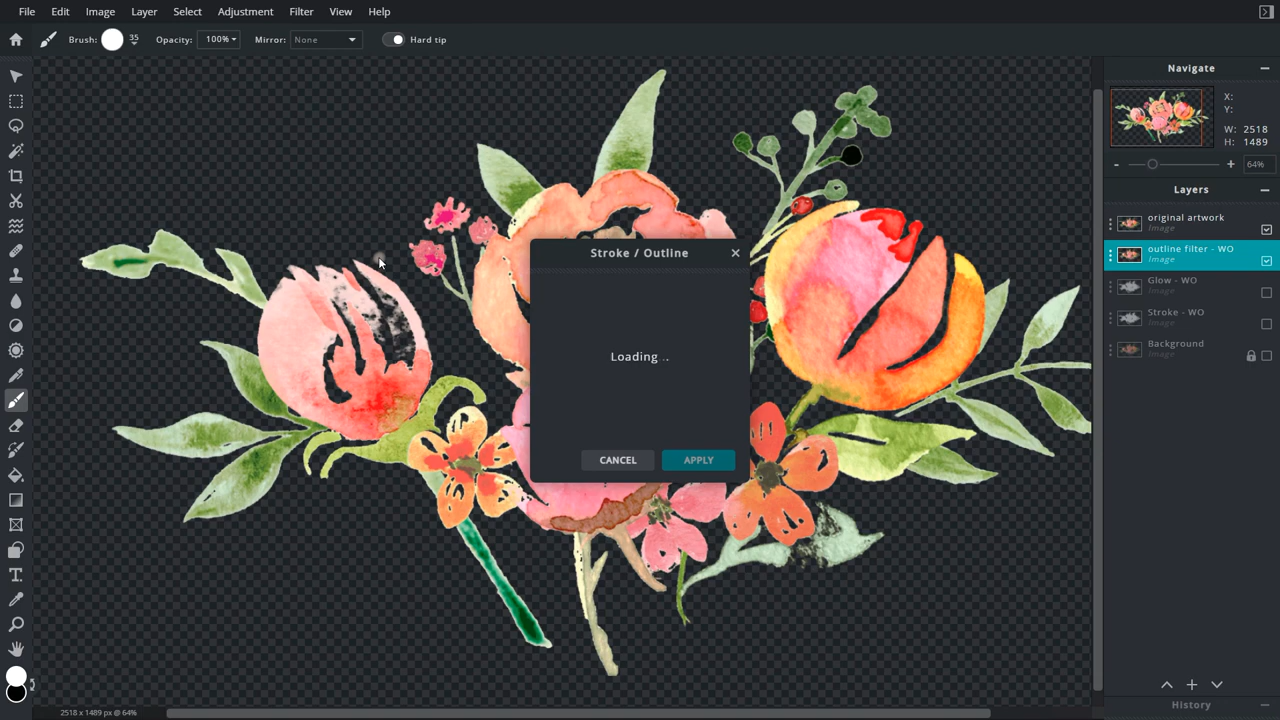 File Edit Image Layer Select Adjustment Filter View Help
Brush: 35 Opacity: 100% Mirror: None Hard tip
Navigate
X:
Y:
W: 2518
H: 1489
- + 64%
Layers
original artwork
Image
outline filter - WO
Image
Glow - WO
Image
Stroke - WO
Image
Background
Image
Stroke / Outline
Loading ..
CANCEL APPLY
2518 x 1489 px @ 64%
History